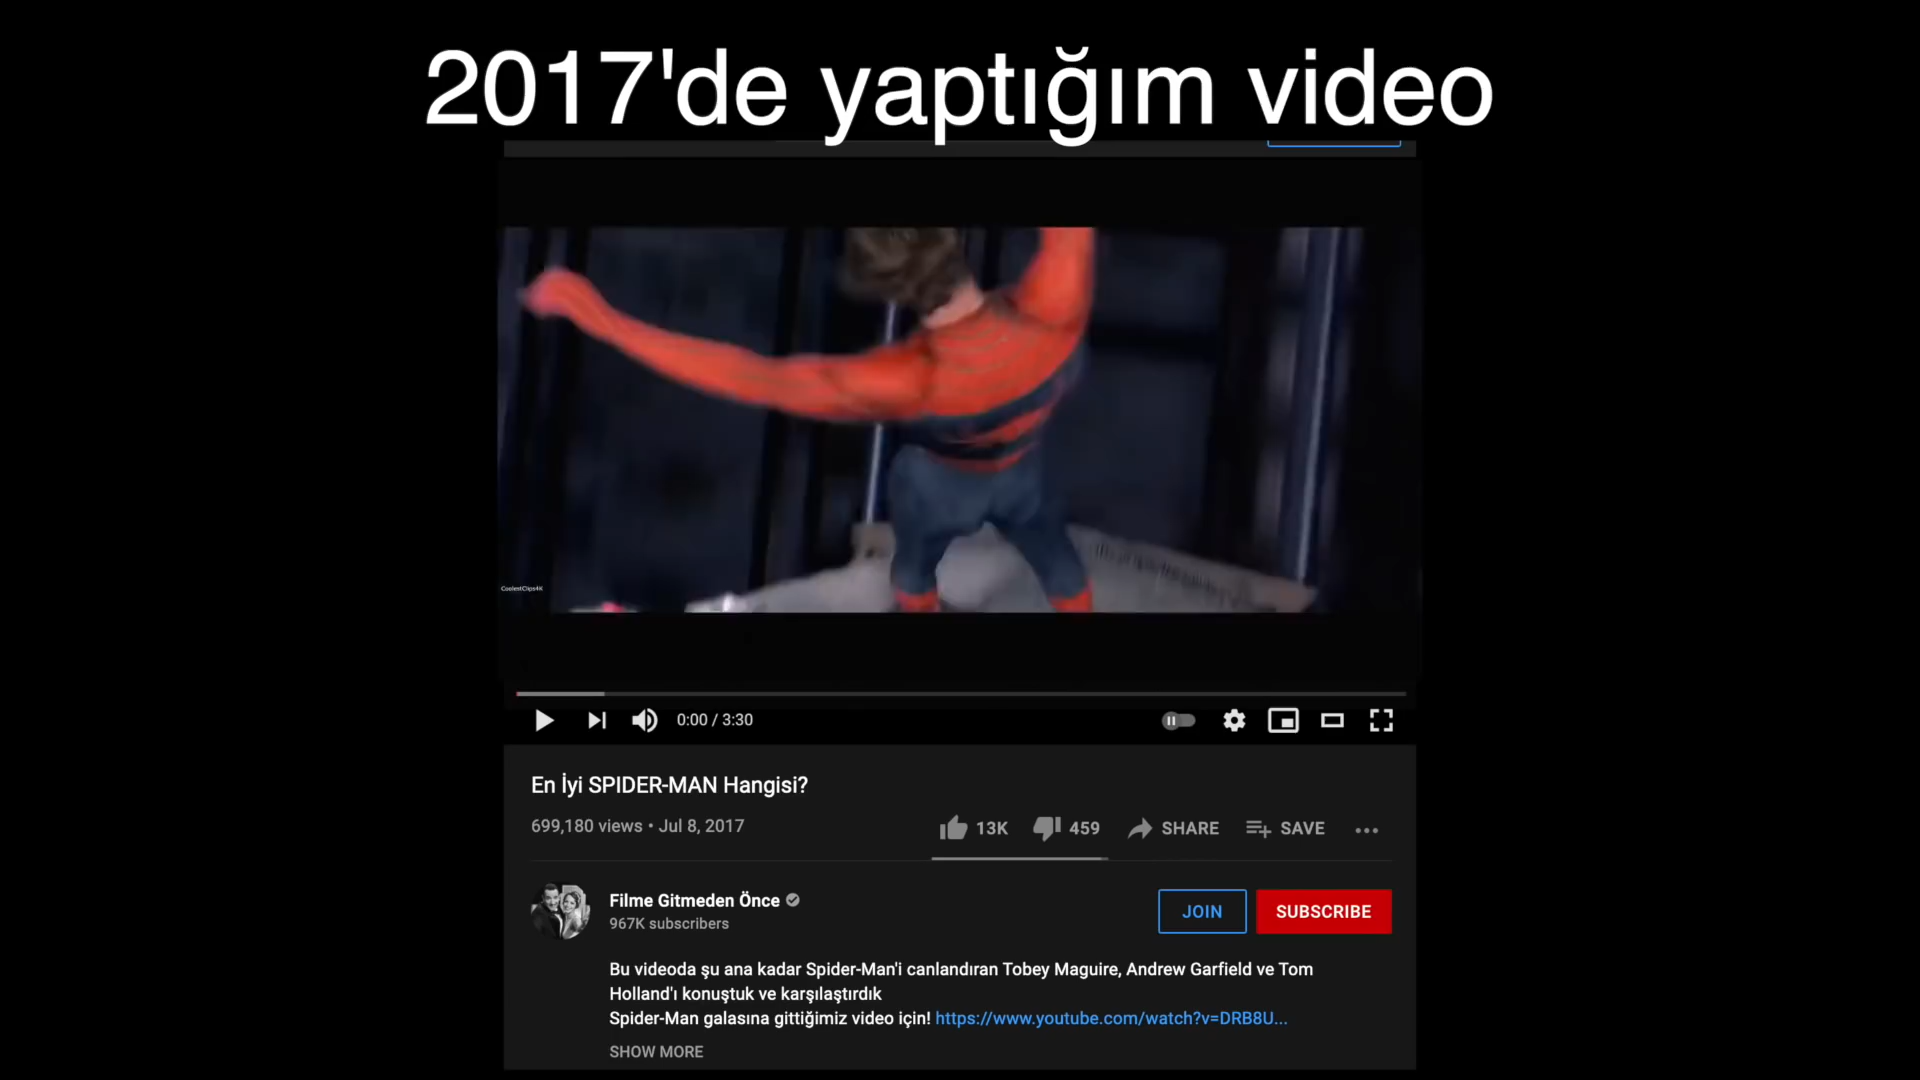 2017'de yaptığım video
CoolestClips4K
0:00 / 3:30
En İyi SPIDER-MAN Hangisi?
699,180 views • Jul 8, 2017
13K 459 SHARE SAVE
Filme Gitmeden Önce
967K subscribers
JOIN SUBSCRIBE
Bu videoda şu ana kadar Spider-Man'i canlandıran Tobey Maguire, Andrew Garfield ve Tom
Holland'ı konuştuk ve karşılaştırdık
Spider-Man galasına gittiğimiz video için! https://www.youtube.com/watch?v=DRB8U...
SHOW MORE